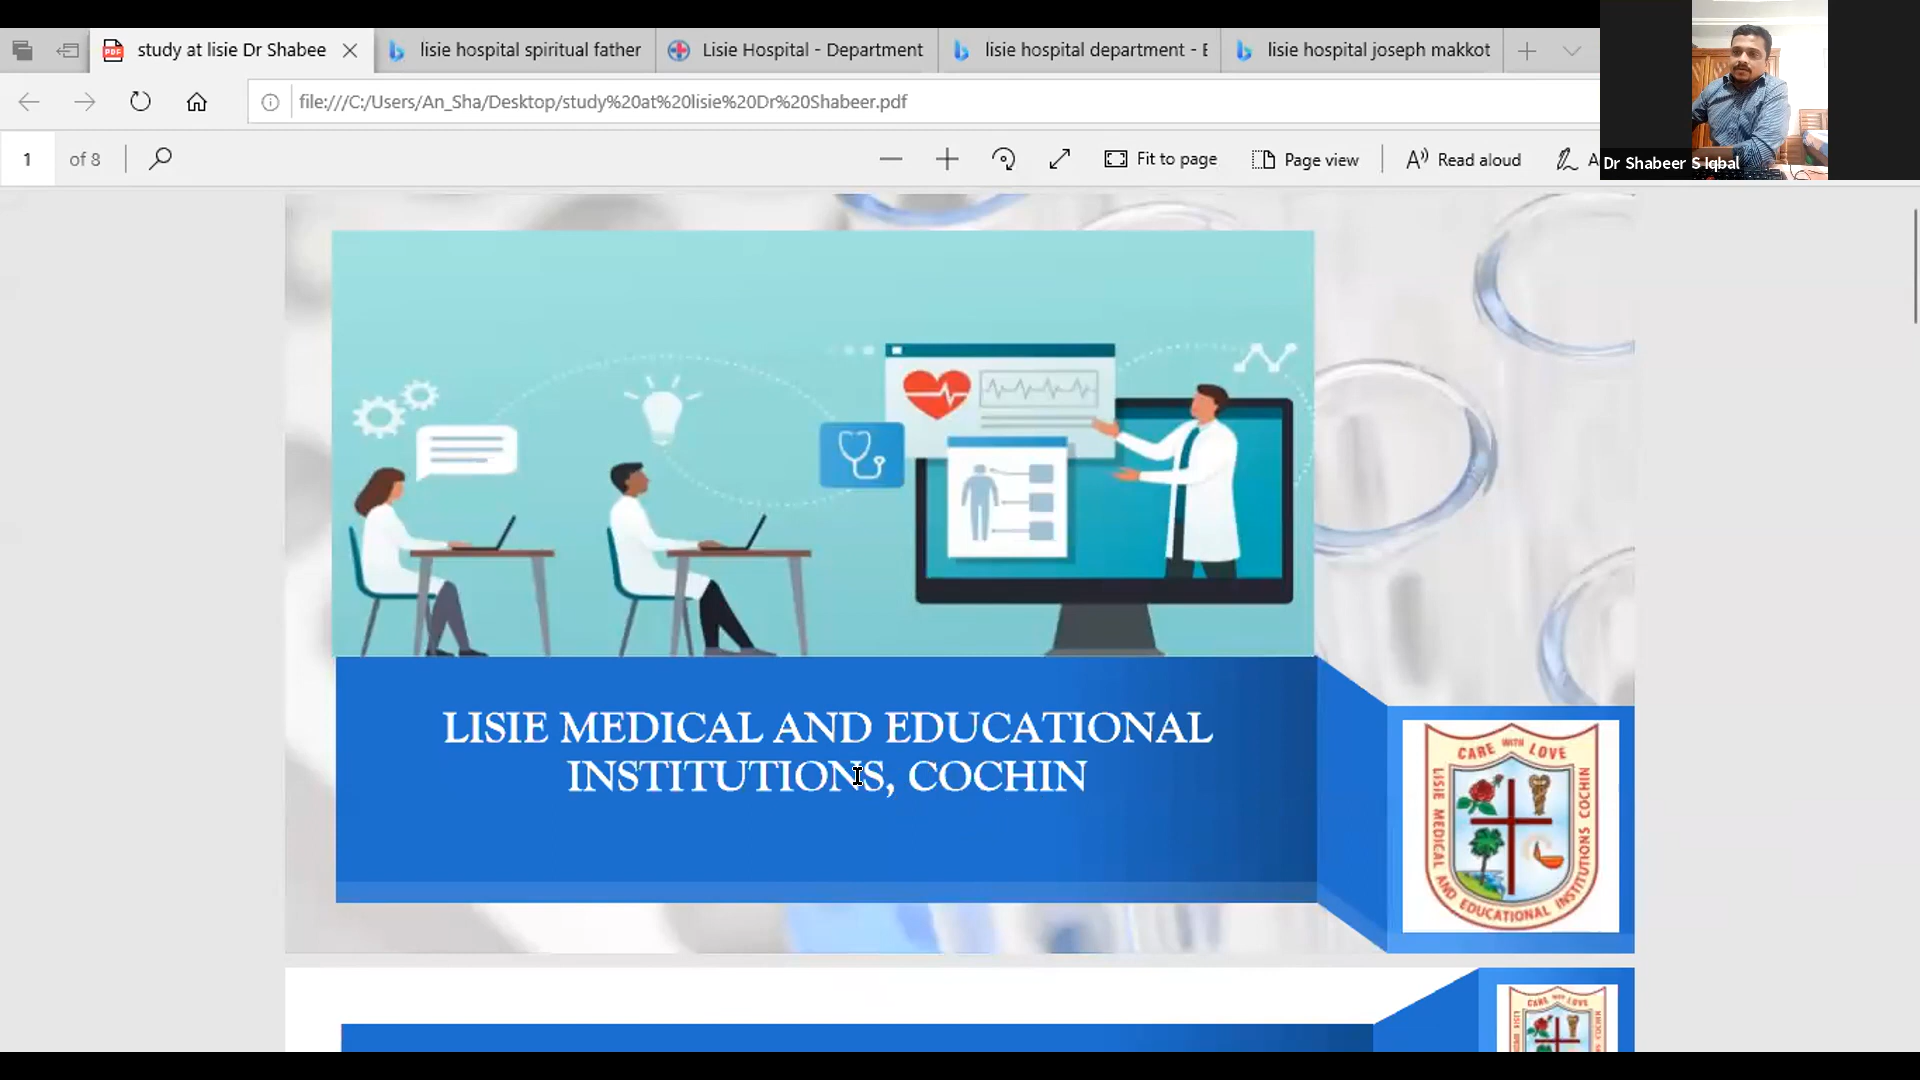 study at lisie Dr Shabee
lisie hospital spiritual father
Lisie Hospital - Department
lisie hospital department - E
lisie hospital joseph makkot
file:///C:/Users/An_Sha/Desktop/study%20at%20lisie%20Dr%20Shabeer.pdf
1 of 8
Fit to page
Page view
Read aloud
A
Dr Shabeer S Iqbal
LISIE MEDICAL AND EDUCATIONAL
INSTITUTIONS, COCHIN
CARE WITH LOVE
LISIE MEDICAL AND EDUCATIONAL INSTITUTIONS COCHIN
CARE WITH LOVE